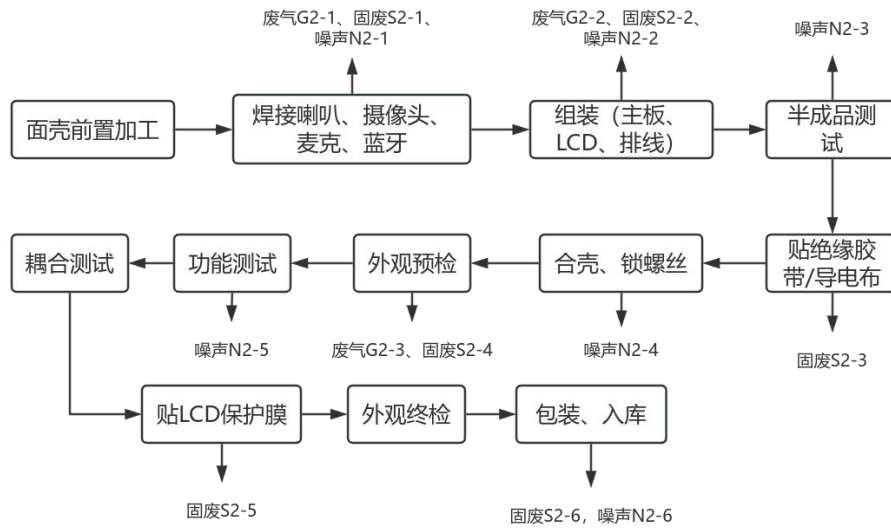 废气G2-1、固废S2-1、
噪声N2-1
废气G2-2、固废S2-2、
噪声N2-2
噪声N2-3
面壳前置加工
焊接喇叭、摄像头、
麦克、蓝牙
组装（主板、
LCD、排线）
半成品测
试
耦合测试
功能测试
外观预检
合壳、锁螺丝
贴绝缘胶
带/导电布
噪声N2-5
废气G2-3、固废S2-4
噪声N2-4
固废S2-3
贴LCD保护膜
外观终检
包装、入库
固废S2-5
固废S2-6，噪声N2-6